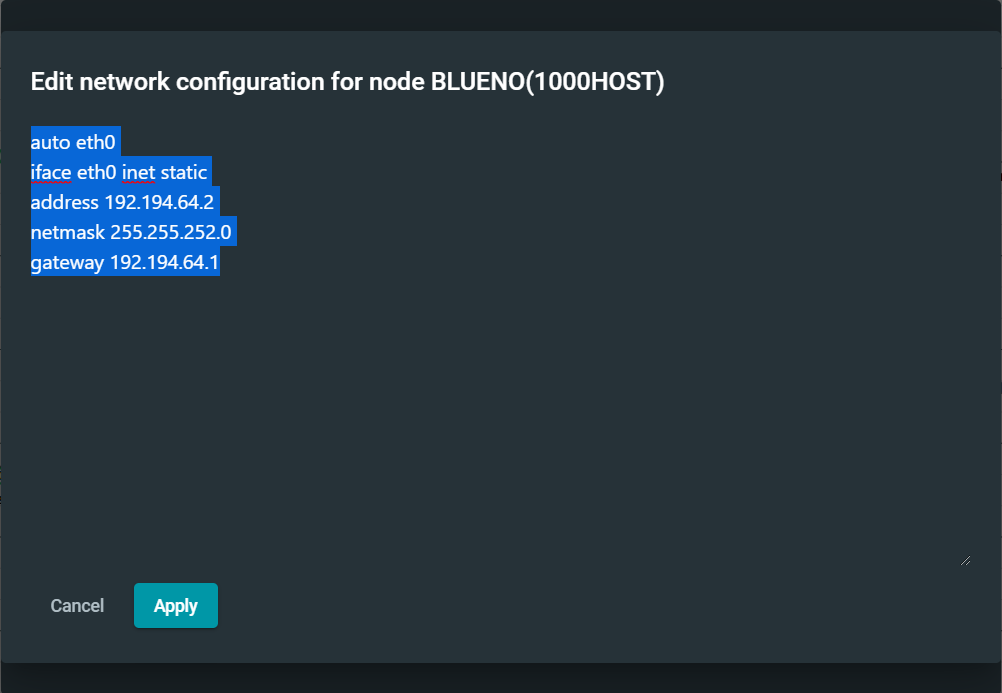 Edit network configuration for node BLUENO(1000HOST)
auto eth0
iface eth0 inet static
address 192.194.64.2
netmask 255.255.252.0
gateway 192.194.64.1
Cancel
Apply